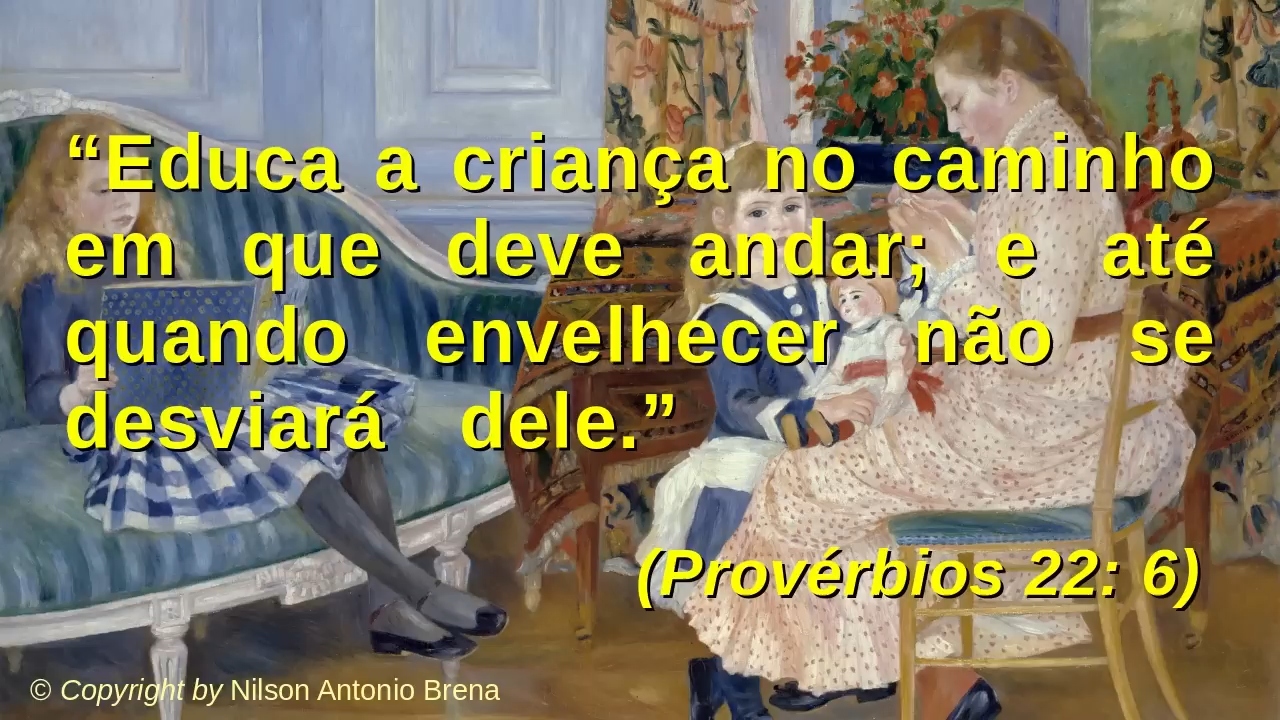 “Educa a criança no caminho
em que deve andar; e até
quando envelhecer não se
desviará dele.”
(Provérbios 22: 6)
© Copyright by Nilson Antonio Brena